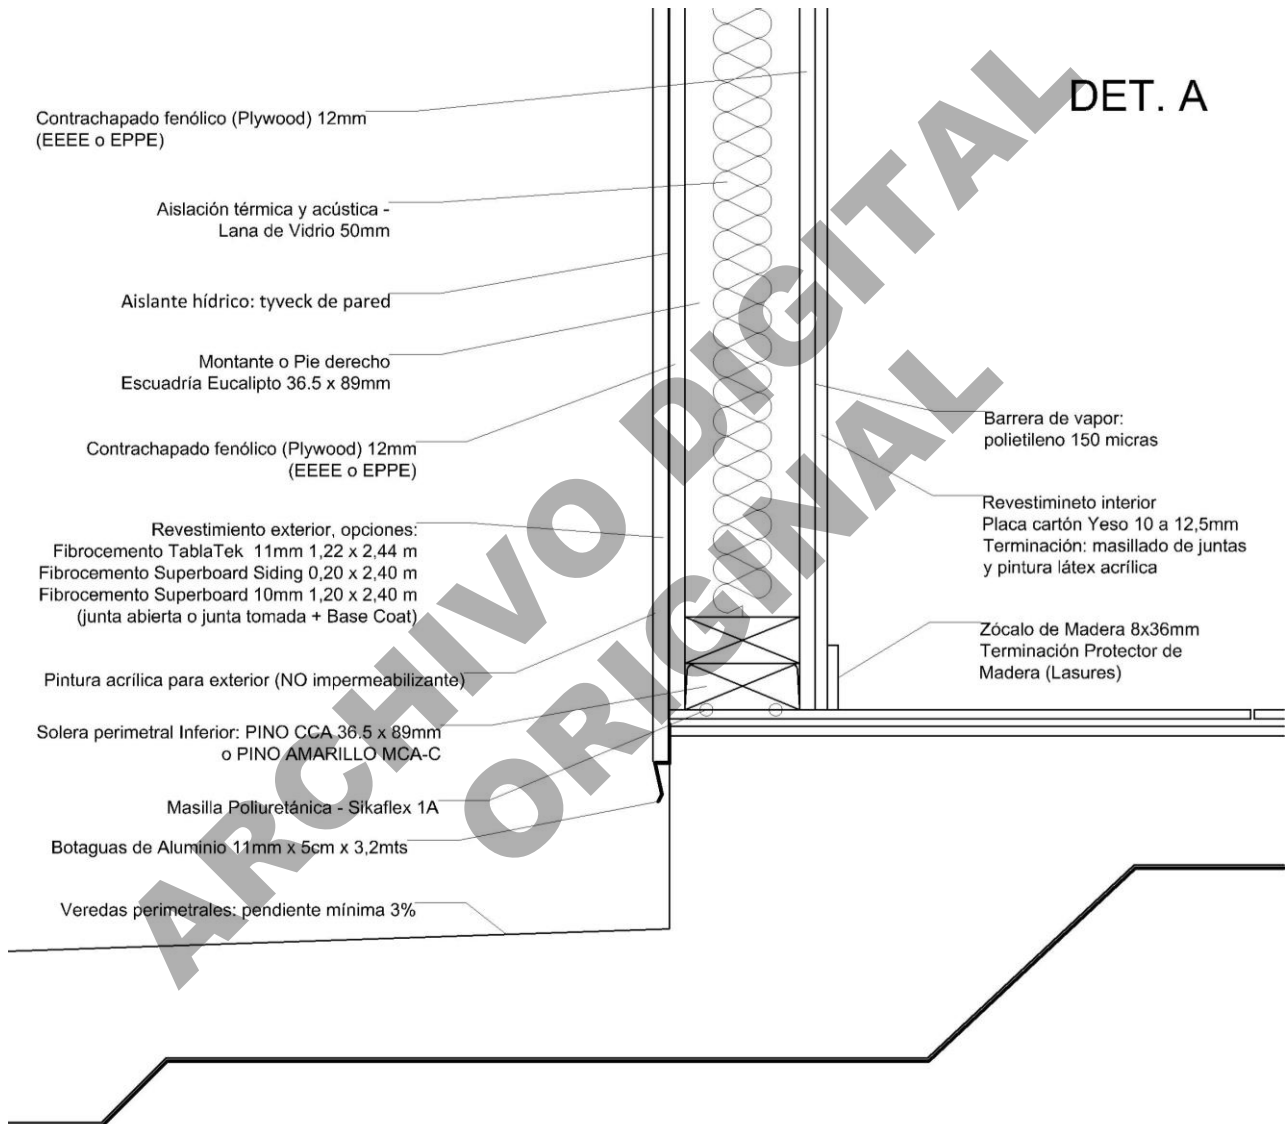 DET. A
Contrachapado fenólico (Plywood) 12mm
(EEEE o EPPE)
Aislación térmica y acústica -
Lana de Vidrio 50mm
Aislante hídrico: tyveck de pared
Montante o Pie derecho
Escuadría Eucalipto 36.5 x 89mm
Contrachapado fenólico (Plywood) 12mm
(EEEE o EPPE)
Revestimiento exterior, opciones:
Fibrocemento TablaTek 11mm 1,22 x 2,44 m
Fibrocemento Superboard Siding 0,20 x 2,40 m
Fibrocemento Superboard 10mm 1,20 x 2,40 m
(junta abierta o junta tomada + Base Coat)
Pintura acrílica para exterior (NO impermeabilizante)
Solera perimetral Inferior: PINO CCA 36.5 x 89mm
o PINO AMARILLO MCA-C
Masilla Poliuretánica - Sikaflex 1A
Botaguas de Aluminio 11mm x 5cm x 3,2mts
Veredas perimetrales: pendiente mínima 3%
Barrera de vapor:
polietileno 150 micras
Revestimineto interior
Placa cartón Yeso 10 a 12,5mm
Terminación: masillado de juntas
y pintura látex acrílica
Zócalo de Madera 8x36mm
Terminación Protector de
Madera (Lasures)
ARCHIVO DIGITAL
ORIGINAL